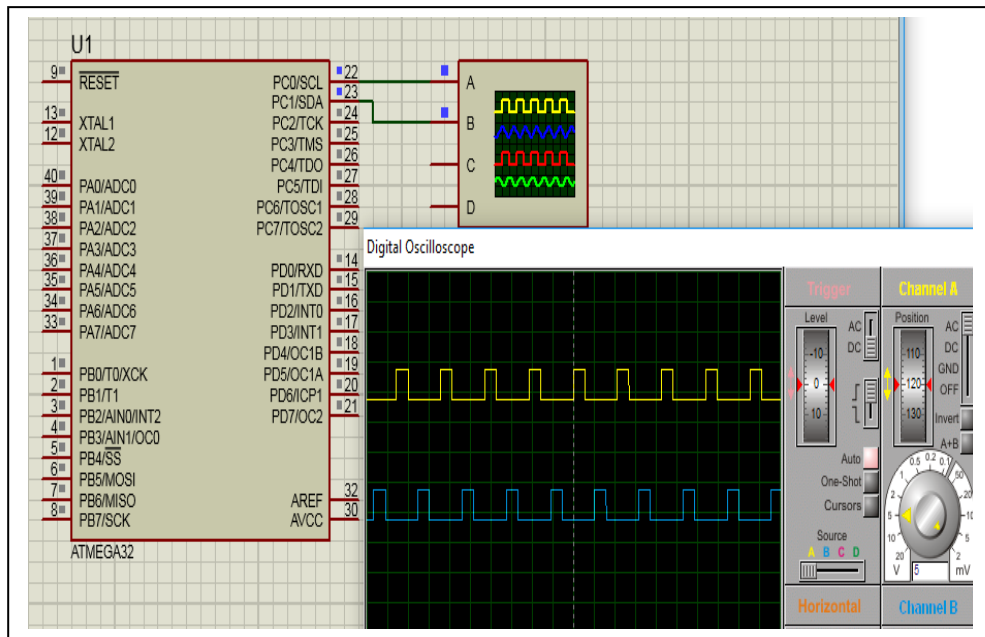 U1
9 RESET
13 XTAL1
12 XTAL2
40 PA0/ADC0
39 PA1/ADC1
38 PA2/ADC2
37 PA3/ADC3
36 PA4/ADC4
35 PA5/ADC5
34 PA6/ADC6
33 PA7/ADC7
1 PB0/T0/XCK
2 PB1/T1
3 PB2/AIN0/INT2
4 PB3/AIN1/OC0
5 PB4/SS
6 PB5/MOSI
7 PB6/MISO
8 PB7/SCK
PC0/SCL 22
PC1/SDA 23
PC2/TCK 24
PC3/TMS 25
PC4/TDO 26
PC5/TDI 27
PC6/TOSC1 28
PC7/TOSC2 29
PD0/RXD 14
PD1/TXD 15
PD2/INT0 16
PD3/INT1 17
PD4/OC1B 18
PD5/OC1A 19
PD6/ICP1 20
PD7/OC2 21
AREF 32
AVCC 30
ATMEGA32
A
B
C
D
Digital Oscilloscope
Trigger
Level
AC
DC
-10
0
10
Auto
One-Shot
Cursors
Source
A B C D
Horizontal
Channel A
Position
AC
DC
GND
OFF
110
120
130
Invert
A+B
0.5 0.2 0.1
1 50
2 20
5 10
10 5
20 2
V 5 mV
Channel B